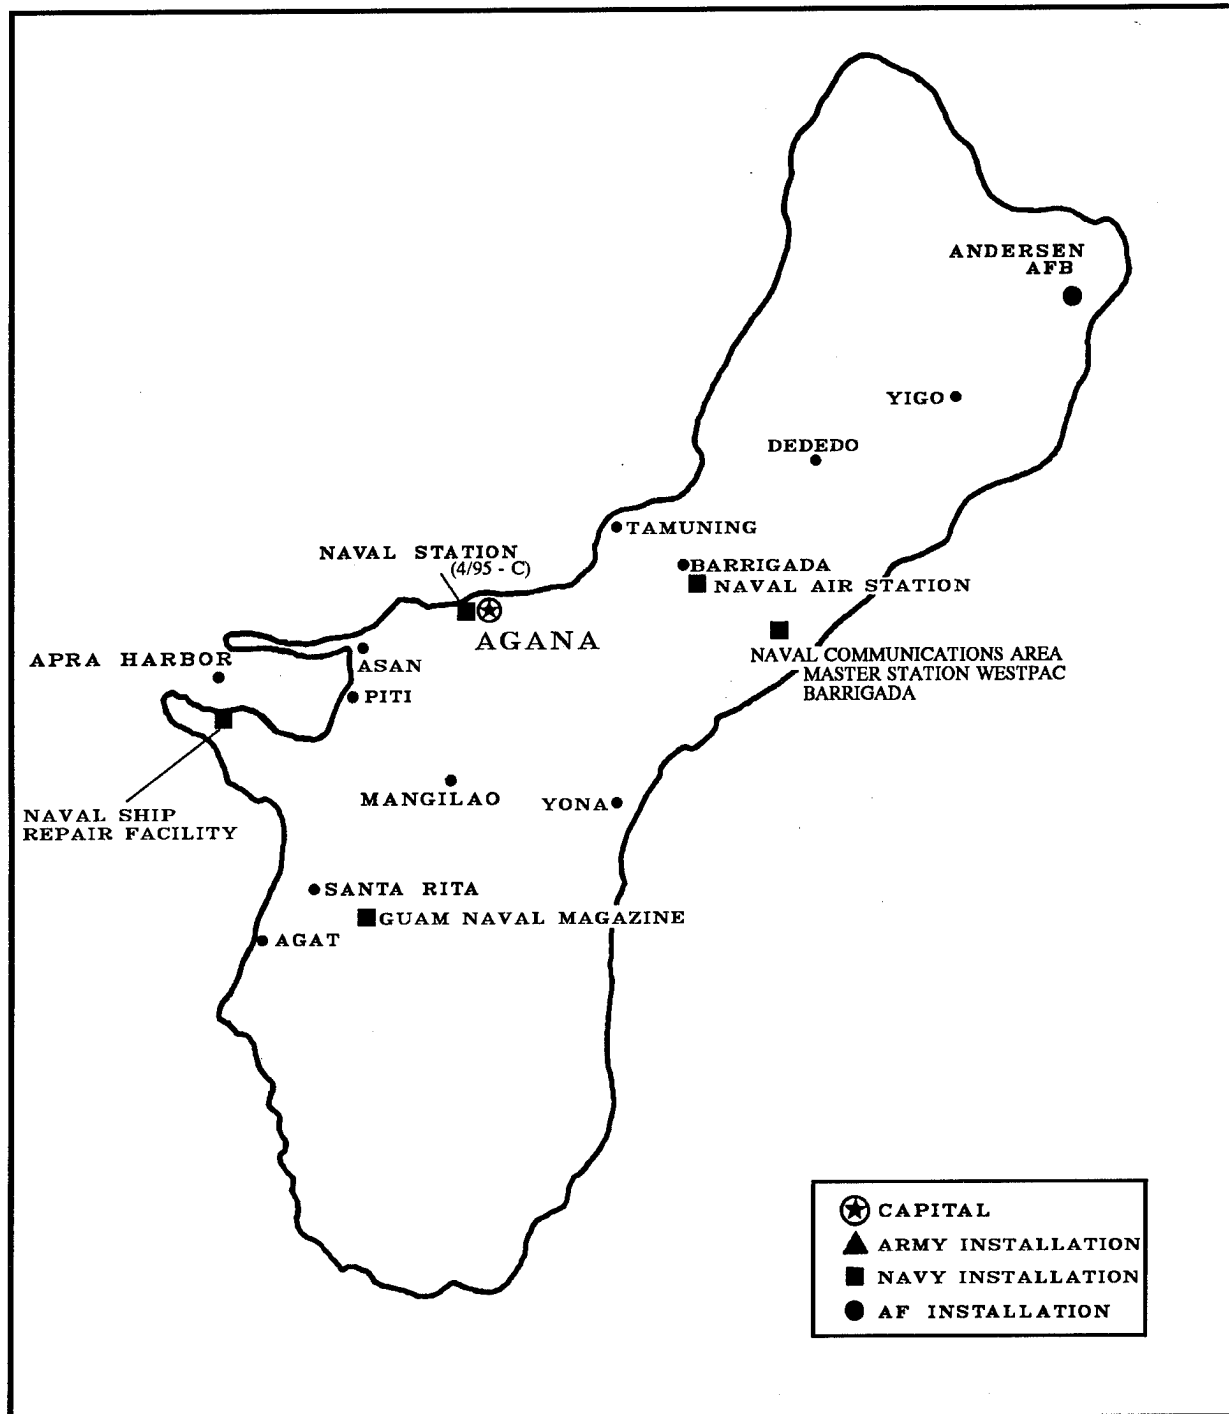 ANDERSEN
AFB
YIGO
DEDEDO
TAMUNING
NAVAL STATION
(4/95 - C)
BARRIGADA
NAVAL AIR STATION
AGANA
APRA HARBOR
ASAN
NAVAL COMMUNICATIONS AREA
MASTER STATION WESTPAC
BARRIGADA
PITI
MANGILAO
YONA
NAVAL SHIP
REPAIR FACILITY
SANTA RITA
GUAM NAVAL MAGAZINE
AGAT
CAPITAL
ARMY INSTALLATION
NAVY INSTALLATION
AF INSTALLATION